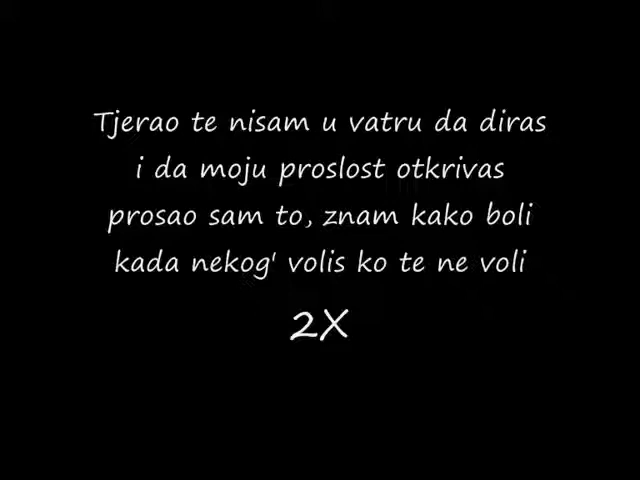 Tjerao te nisam u vatru da diras
i da moju proslost otkrivas
prosao sam to, znam kako boli
kada nekog' volis ko te ne voli
2X